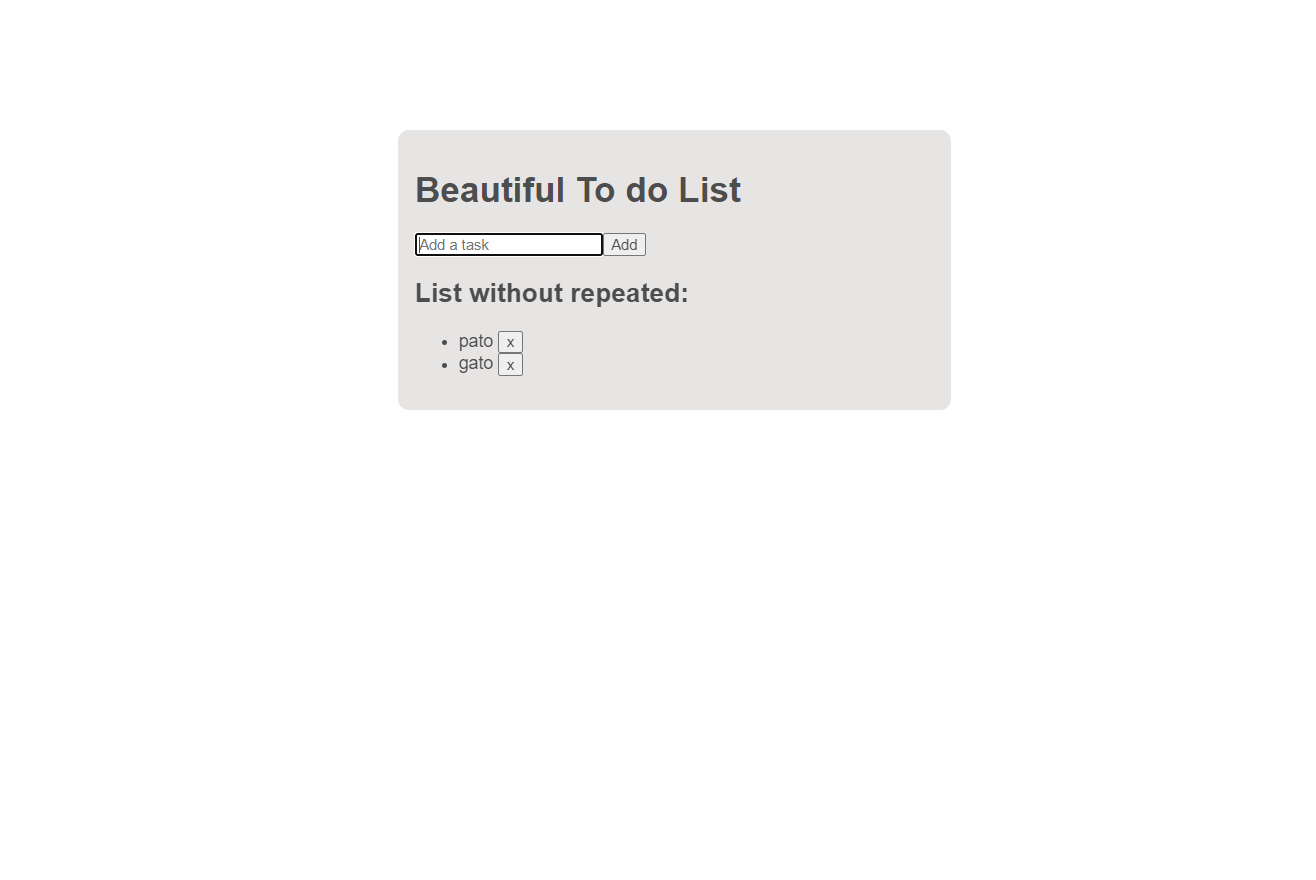 Beautiful To do List
Add a task Add
List without repeated:
pato x
gato x